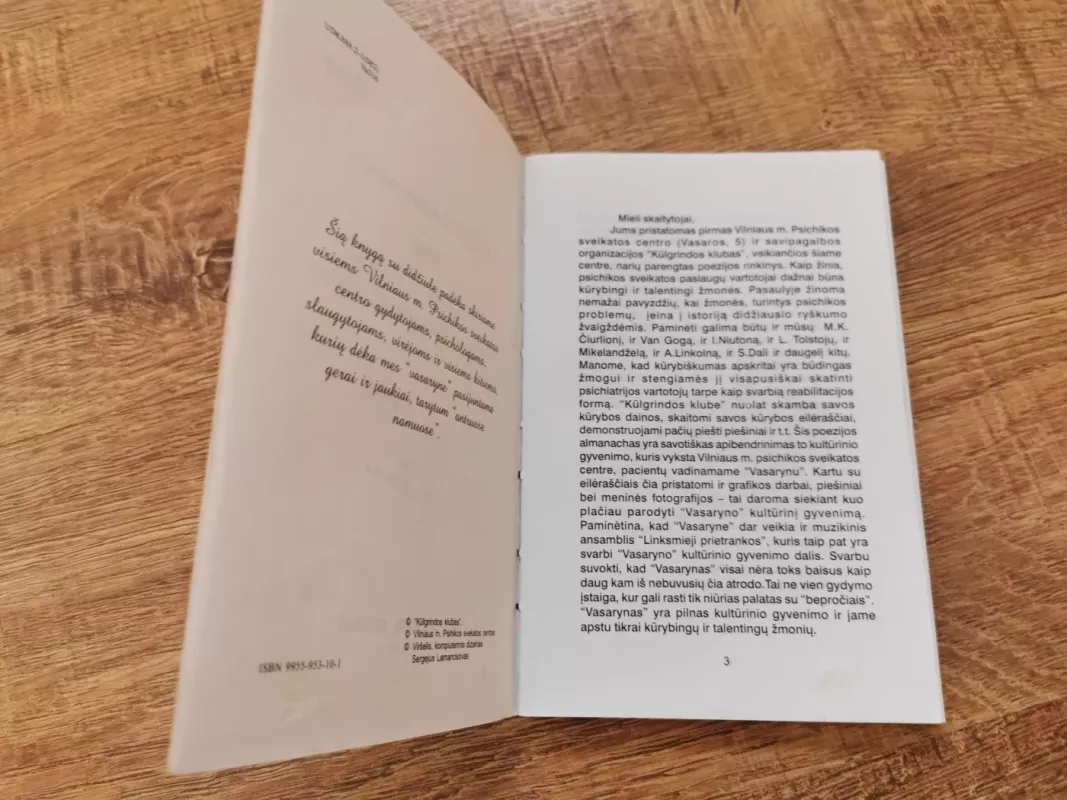 Šią knygą su didžiule padėka skiriame
visiems Vilniaus m. Psichikos sveikatos
centro gydytojams, psichologams,
slaugytojams, virėjams ir visiems kitiems,
kurių dėka mes "vasaryne" pasijuntame
gerai ir jaukiai, tarytum "antruose
namuose".
© "Kūlgrindos klubas".
© Vilniaus m. Psihikos sveikatos centras
© Viršelis, kompiuterinis dizainas
Sergejus Lamanosovas
ISBN 9955-953-10-1
Mieli skaitytojai,
Jums pristatomas pirmas Vilniaus m. Psichikos
sveikatos centro (Vasaros, 5) ir savipagalbos
organizacijos "Kūlgrindos klubas", veikiančios šiame
centre, narių parengtas poezijos rinkinys. Kaip žinia,
psichikos sveikatos paslaugų vartotojai dažnai būna
kūrybingi ir talentingi žmonės. Pasaulyje žinoma
nemažai pavyzdžių, kai žmonės, turintys psichikos
problemų, įeina į istoriją didžiausio ryškumo
žvaigždėmis. Paminėti galima būtų ir mūsų M.K.
Čiurlionį, ir Van Gogą, ir I.Niutoną, ir L. Tolstojų, ir
Mikelandželą, ir A.Linkolną, ir S.Dali ir daugelį kitų.
Manome, kad kūrybiškumas apskritai yra būdingas
žmogui ir stengiamės jį visapusiškai skatinti
psichiatrijos vartotojų tarpe kaip svarbią reabilitacijos
formą. "Kūlgrindos klube" nuolat skamba savos
kūrybos dainos, skaitomi savos kūrybos eilėraščiai,
demonstruojami pačių piešti piešiniai ir t.t. Šis poezijos
almanachas yra savotiškas apibendrinimas to kultūrinio
gyvenimo, kuris vyksta Vilniaus m. psichikos sveikatos
centre, pacientų vadinamame "Vasarynu". Kartu su
eilėraščiais čia pristatomi ir grafikos darbai, piešiniai
bei meninės fotografijos – tai daroma siekiant kuo
plačiau parodyti "Vasaryno" kultūrinį gyvenimą.
Paminėtina, kad "Vasaryne" dar veikia ir muzikinis
ansamblis "Linksmieji prietrankos", kuris taip pat yra
svarbi "Vasaryno" kultūrinio gyvenimo dalis. Svarbu
suvokti, kad "Vasarynas" visai nėra toks baisus kaip
daug kam iš nebuvusių čia atrodo.Tai ne vien gydymo
įstaiga, kur gali rasti tik niūrias palatas su "bepročiais".
"Vasarynas" yra pilnas kultūrinio gyvenimo ir jame
apstu tikrai kūrybingų ir talentingų žmonių.
3